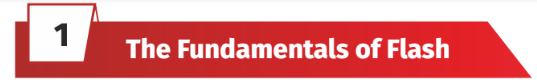 1
The Fundamentals of Flash